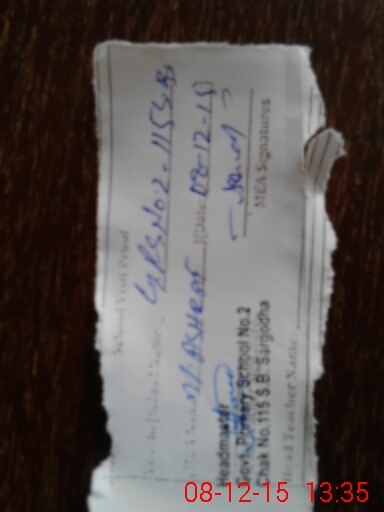 School Visit Proof
GPS No 2. 115 S.B
M. ASHRAF Date 08-12-15
MEA Signatures
Headmaster
Govt. Primary School No.2
Chak No.115 S.B. Sargodha
Head Teacher Name
08-12-15 13:35